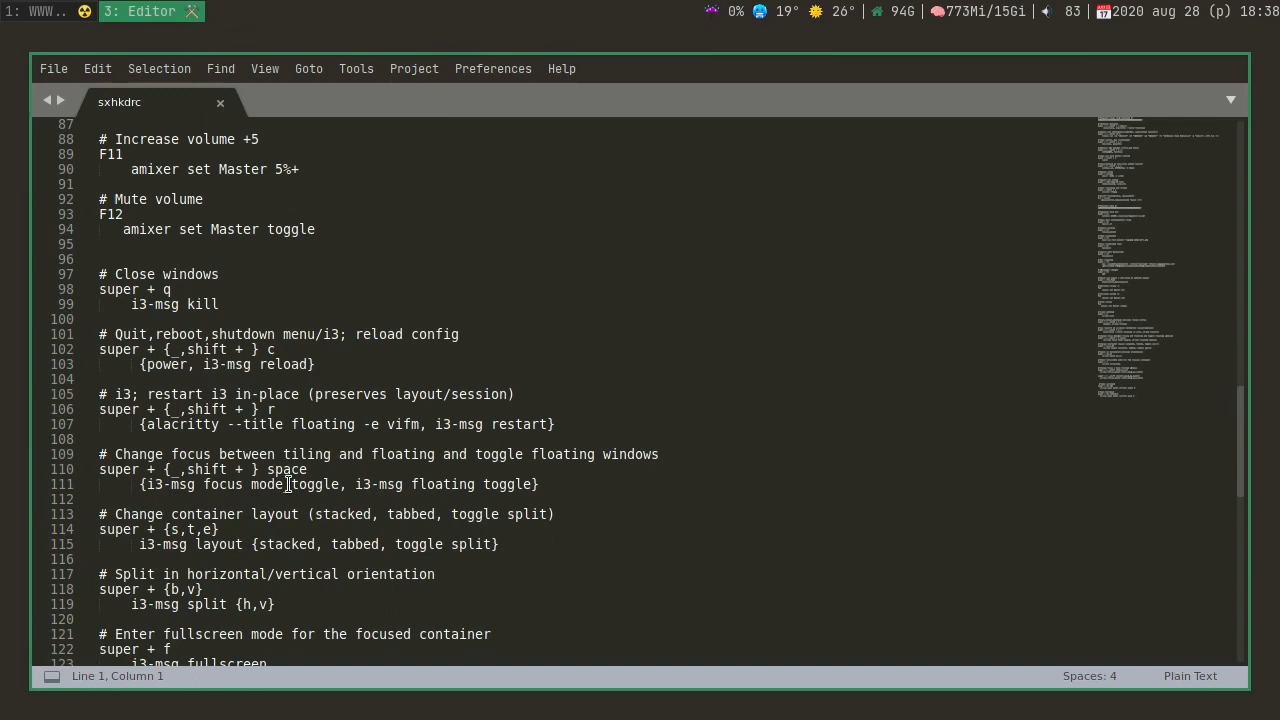 1: WWW..
3: Editor
0% 19° 26° 94G 773Mi/15Gi 83 2020 aug 28 (p) 18:38
File Edit Selection Find View Goto Tools Project Preferences Help
sxhkdrc
87
88 # Increase volume +5
89 F11
90 amixer set Master 5%+
91
92 # Mute volume
93 F12
94 amixer set Master toggle
95
96
97 # Close windows
98 super + q
99 i3-msg kill
100
101 # Quit,reboot,shutdown menu/i3; reload config
102 super + {_,shift + } c
103 {power, i3-msg reload}
104
105 # i3; restart i3 in-place (preserves layout/session)
106 super + {_,shift + } r
107 {alacritty --title floating -e vifm, i3-msg restart}
108
109 # Change focus between tiling and floating and toggle floating windows
110 super + {_,shift + } space
111 {i3-msg focus mode_toggle, i3-msg floating toggle}
112
113 # Change container layout (stacked, tabbed, toggle split)
114 super + {s,t,e}
115 i3-msg layout {stacked, tabbed, toggle split}
116
117 # Split in horizontal/vertical orientation
118 super + {b,v}
119 i3-msg split {h,v}
120
121 # Enter fullscreen mode for the focused container
122 super + f
123 i3-msg fullscreen
Line 1, Column 1
Spaces: 4
Plain Text